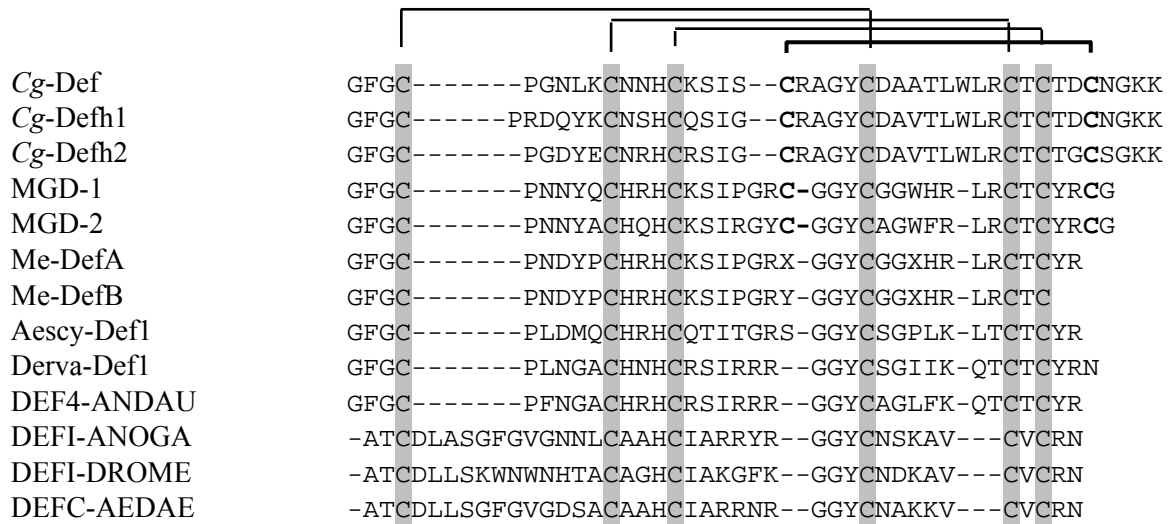 Cg-Def GFGC-------PGNLKCNNHCKSIS--CRAGYCDAATLWLRCTCTDCNGKK
Cg-Defh1 GFGC------PRDQYKCNSHCQSIG--CRAGYCDAVTLWLRCTCTDCNGKK
Cg-Defh2 GFGC-------PGDYECNRHCRSIG--CRAGYCDAVTLWLRCTCTGCSGKK
MGD-1 GFGC-------PNNYQCHRHCKSIPGRC-GGYCGGWHR-LRCTCYRCG
MGD-2 GFGC-------PNNYACHQHCKSIRGYC-GGYCAGWFR-LRCTCYRCG
Me-DefA GFGC-------PNDYPCHRHCKSIPGRX-GGYCGGXHR-LRCTCYR
Me-DefB GFGC-------PNDYPCHRHCKSIPGRY-GGYCGGXHR-LRCTC
Aescy-Def1 GFGC-------PLDMQCHRHCQTITGRS-GGYCSGPLK-LTCTCYR
Derva-Def1 GFGC-------PLNGACHNHCRSIRRR--GGYCSGIIK-QTCTCYRN
DEF4-ANDAU GFGC-------PFNGACHRHCRSIRRR--GGYCAGLFK-QTCTCYR
DEFI-ANOGA -ATCDLASGFGVGNNLCAAHCIARRYR--GGYCNSKAV---CVCRN
DEFI-DROME -ATCDLLSKWNWNHTACAGHCIAKGFK--GGYCNDKAV---CVCRN
DEFC-AEDAE -ATCDLLSGFGVGDSACAAHCIARRNR--GGYCNAKKV---CVCRN